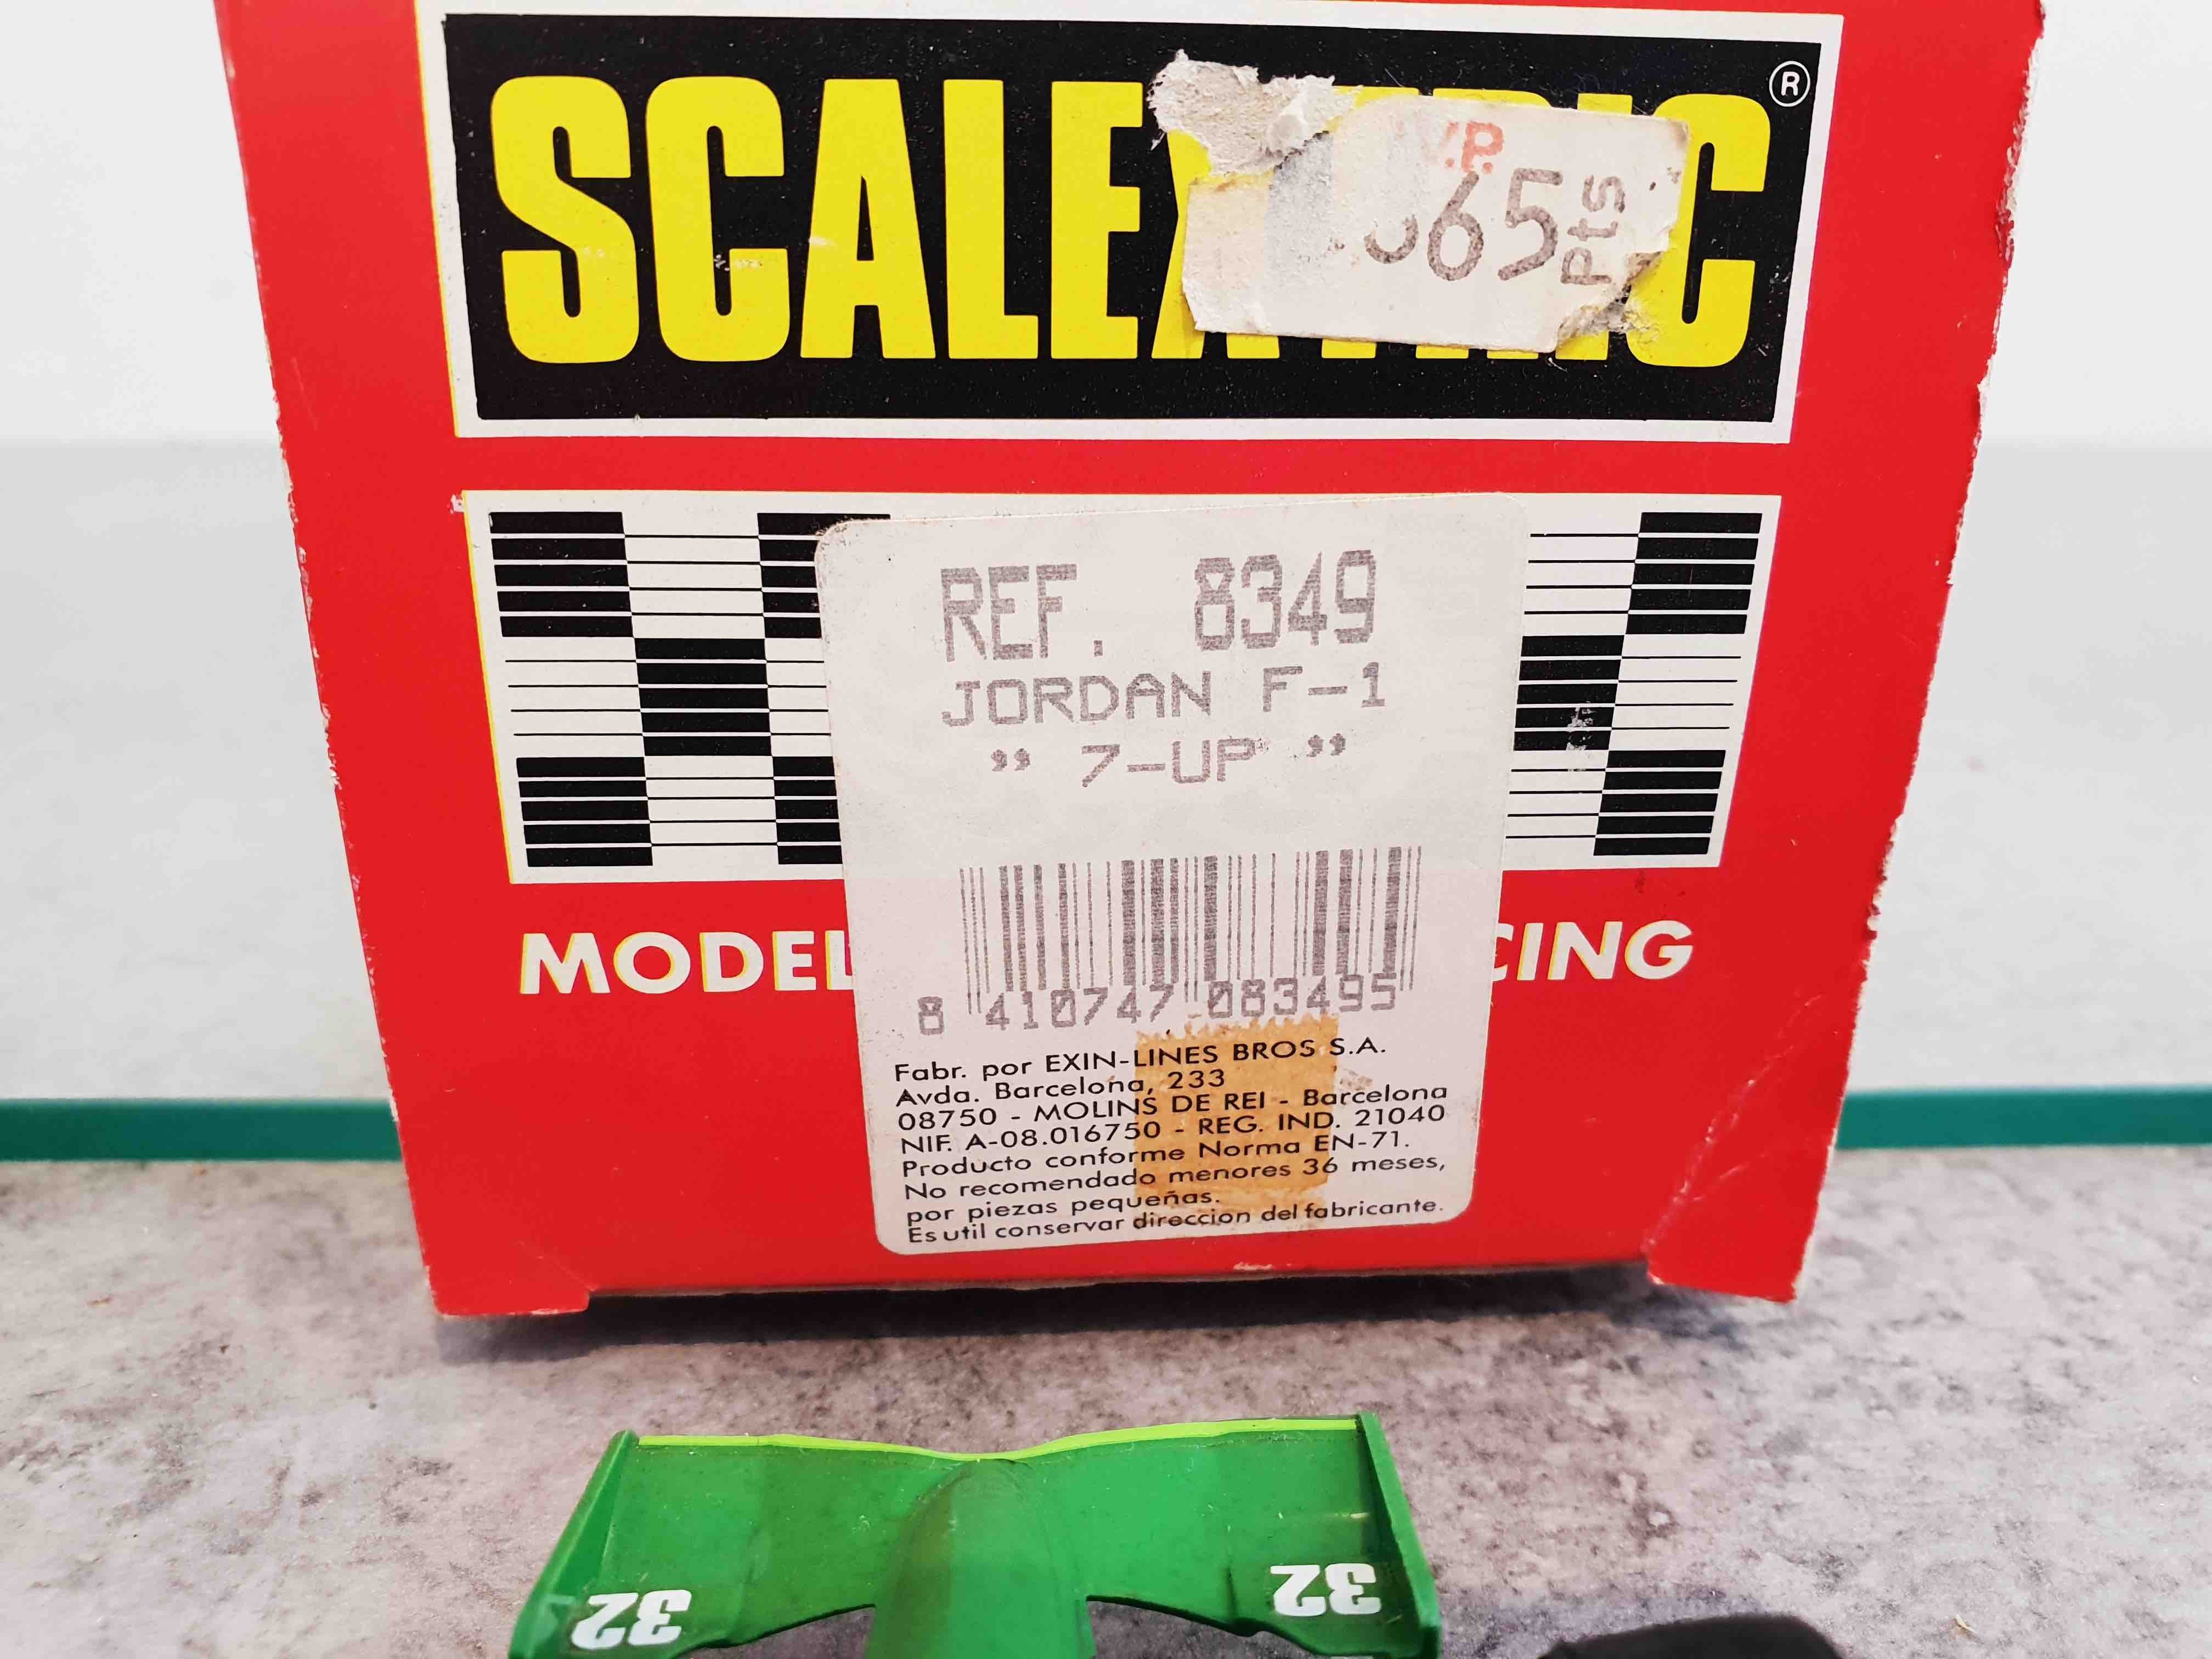 SCALEXTRIC®
V.P.
65 Pts
REF. 8349
JORDAN F-1
" 7-UP "
MODEL CING
8 410747 083495
Fabr. por EXIN-LINES BROS S.A.
Avda. Barcelona, 233
08750 - MOLINS DE REI - Barcelona
NIF. A-08.016750 - REG. IND. 21040
Producto conforme Norma EN-71.
No recomendado menores 36 meses,
por piezas pequeñas.
Es util conservar direccion del fabricante.
32 32